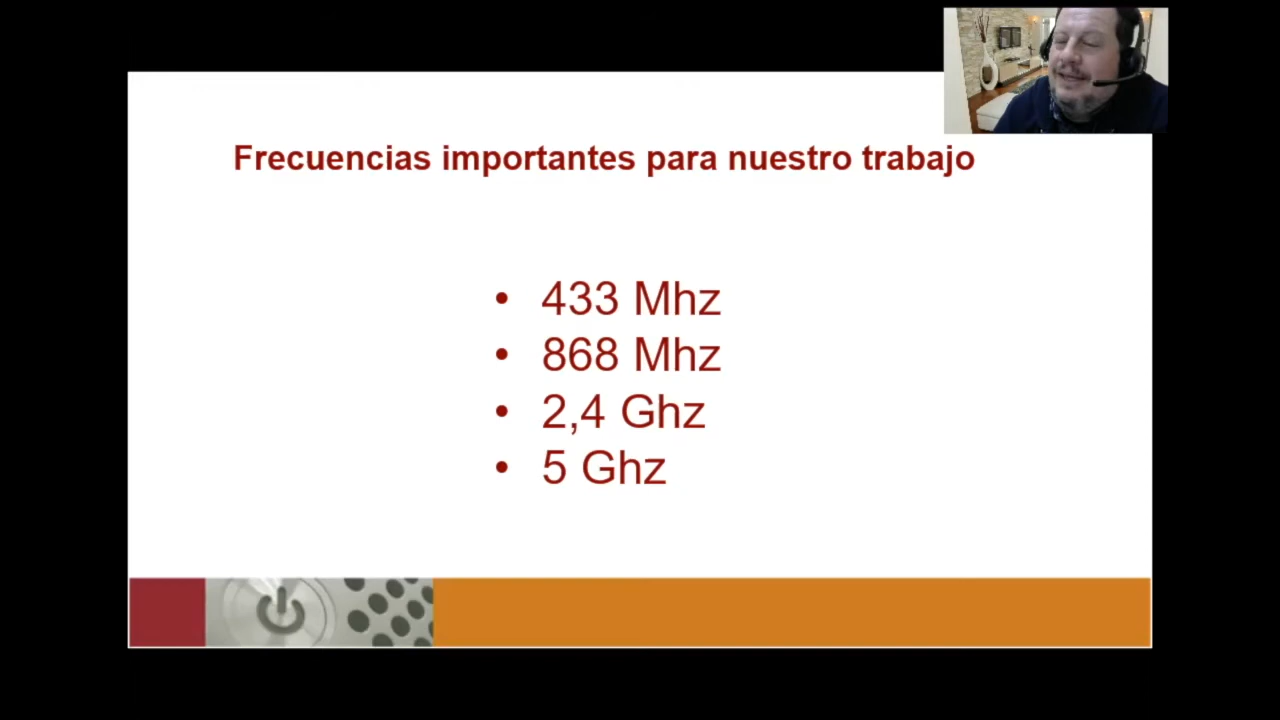 Frecuencias importantes para nuestro trabajo
• 433 Mhz
• 868 Mhz
• 2,4 Ghz
• 5 Ghz